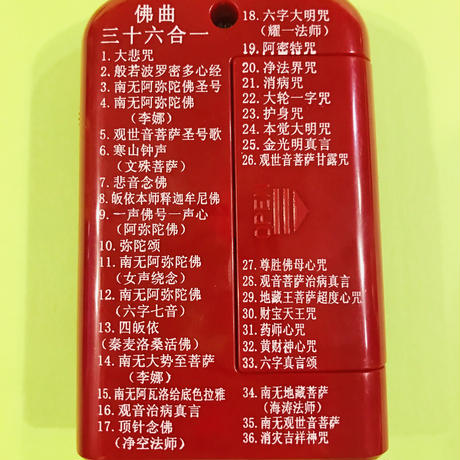 佛曲
三十六合一
1. 大悲咒
2. 般若波罗密多心经
3. 南无阿弥陀佛圣号
4. 南无阿弥陀佛
（李娜）
5. 观世音菩萨圣号歌
6. 寒山钟声
（文殊菩萨）
7. 悲音念佛
8. 皈依本师释迦牟尼佛
9. 一声佛号一声心
（阿弥陀佛）
10. 弥陀颂
11. 南无阿弥陀佛
（女声绕念）
12. 南无阿弥陀佛
（六字七音）
13. 四皈依
（秦麦洛桑活佛）
14. 南无大势至菩萨
（李娜）
15. 南无阿瓦洛给底色拉雅
16. 观音治病真言
17. 顶针念佛
（净空法师）
18. 六字大明咒
（耀一法师）
19. 阿密特咒
20. 净法界咒
21. 消病咒
22. 大轮一字咒
23. 护身咒
24. 本觉大明咒
25. 金光明真言
26. 观世音菩萨甘露咒
OPEN
27. 尊胜佛母心咒
28. 观音菩萨治病真言
29. 地藏王菩萨超度心咒
30. 财宝天王咒
31. 药师心咒
32. 黄财神心咒
33. 六字真言颂
34. 南无地藏菩萨
（海涛法师）
35. 南无观世音菩萨
36. 消灾吉祥神咒